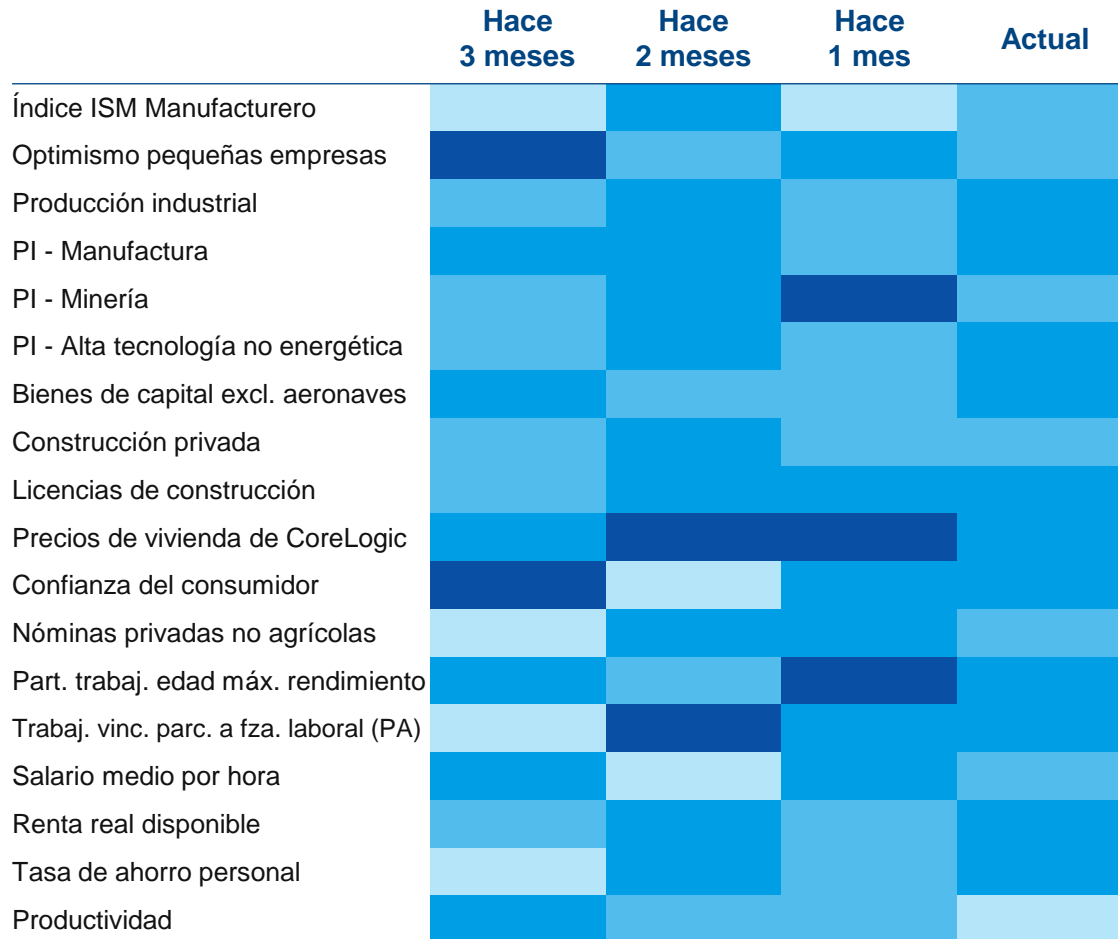 Hace
3 meses
Hace
2 meses
Hace
1 mes
Actual
Índice ISM Manufacturero
Optimismo pequeñas empresas
Producción industrial
PI - Manufactura
PI - Minería
PI - Alta tecnología no energética
Bienes de capital excl. aeronaves
Construcción privada
Licencias de construcción
Precios de vivienda de CoreLogic
Confianza del consumidor
Nóminas privadas no agrícolas
Part. trabaj. edad máx. rendimiento
Trabaj. vinc. parc. a fza. laboral (PA)
Salario medio por hora
Renta real disponible
Tasa de ahorro personal
Productividad